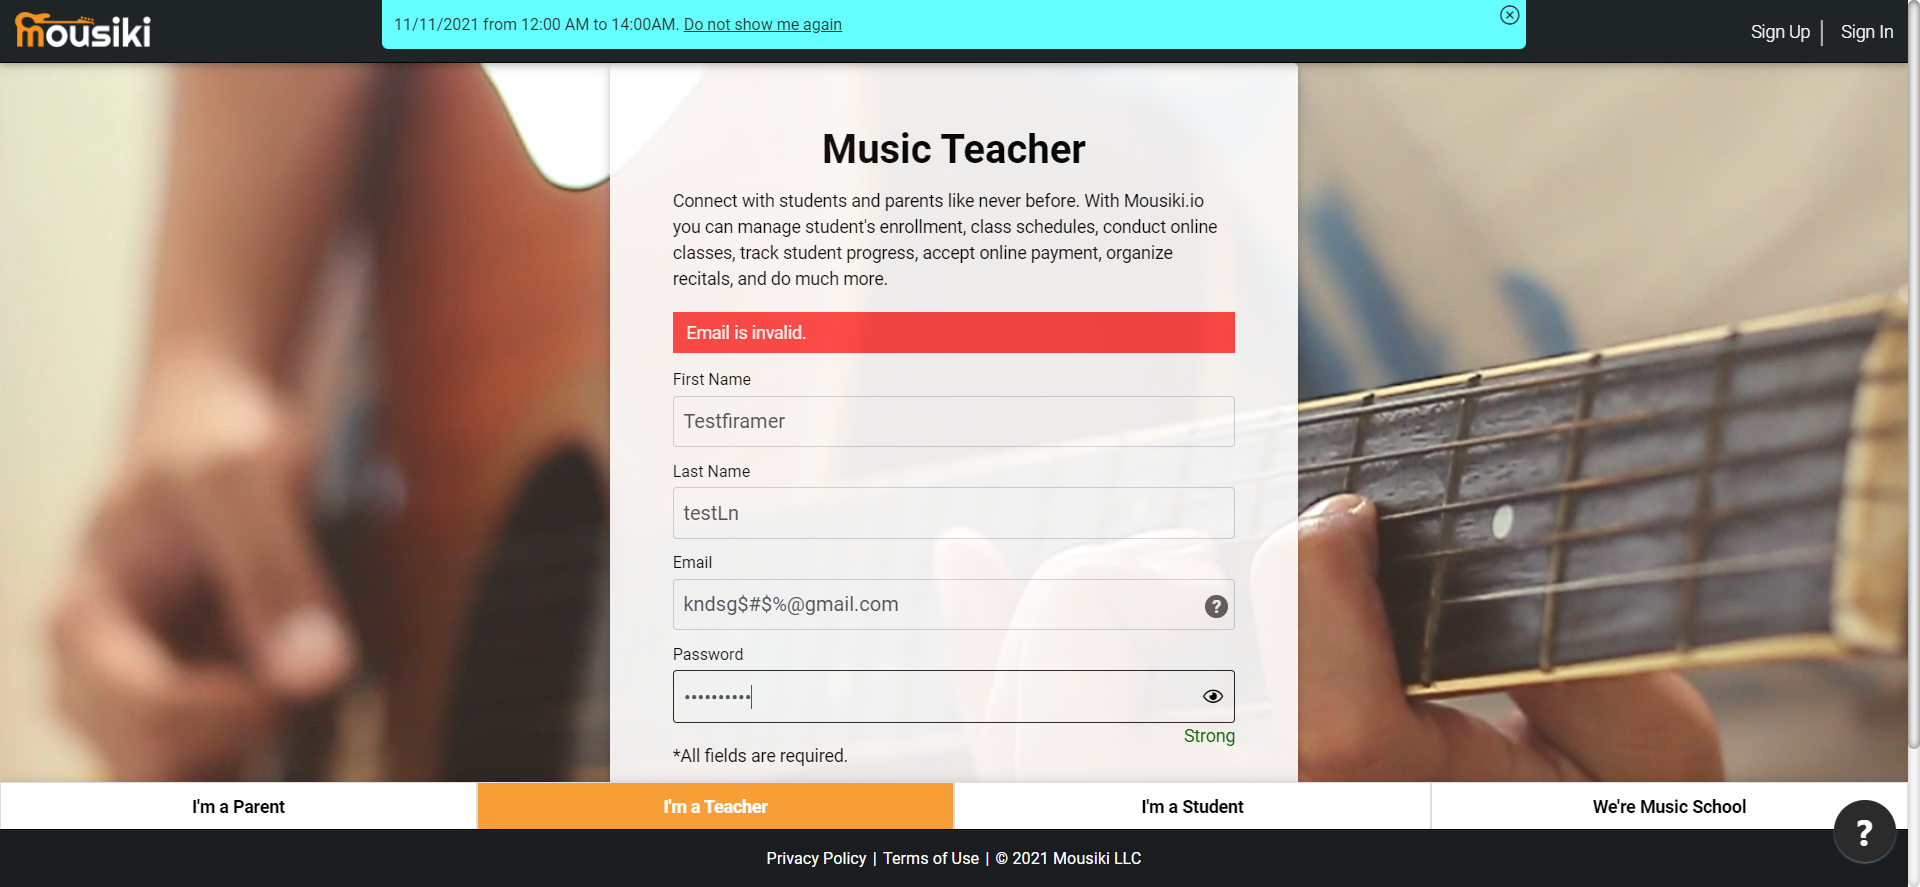 mousiki
11/11/2021 from 12:00 AM to 14:00AM. Do not show me again
Sign Up
Sign In
Music Teacher
Connect with students and parents like never before. With Mousiki.io
you can manage student's enrollment, class schedules, conduct online
classes, track student progress, accept online payment, organize
recitals, and do much more.
Email is invalid.
First Name
Testfiramer
Last Name
testLn
Email
kndsg$#$%@gmail.com
?
Password
••••••••••
Strong
*All fields are required.
I'm a Parent
I'm a Teacher
I'm a Student
We're Music School
?
Privacy Policy | Terms of Use | © 2021 Mousiki LLC